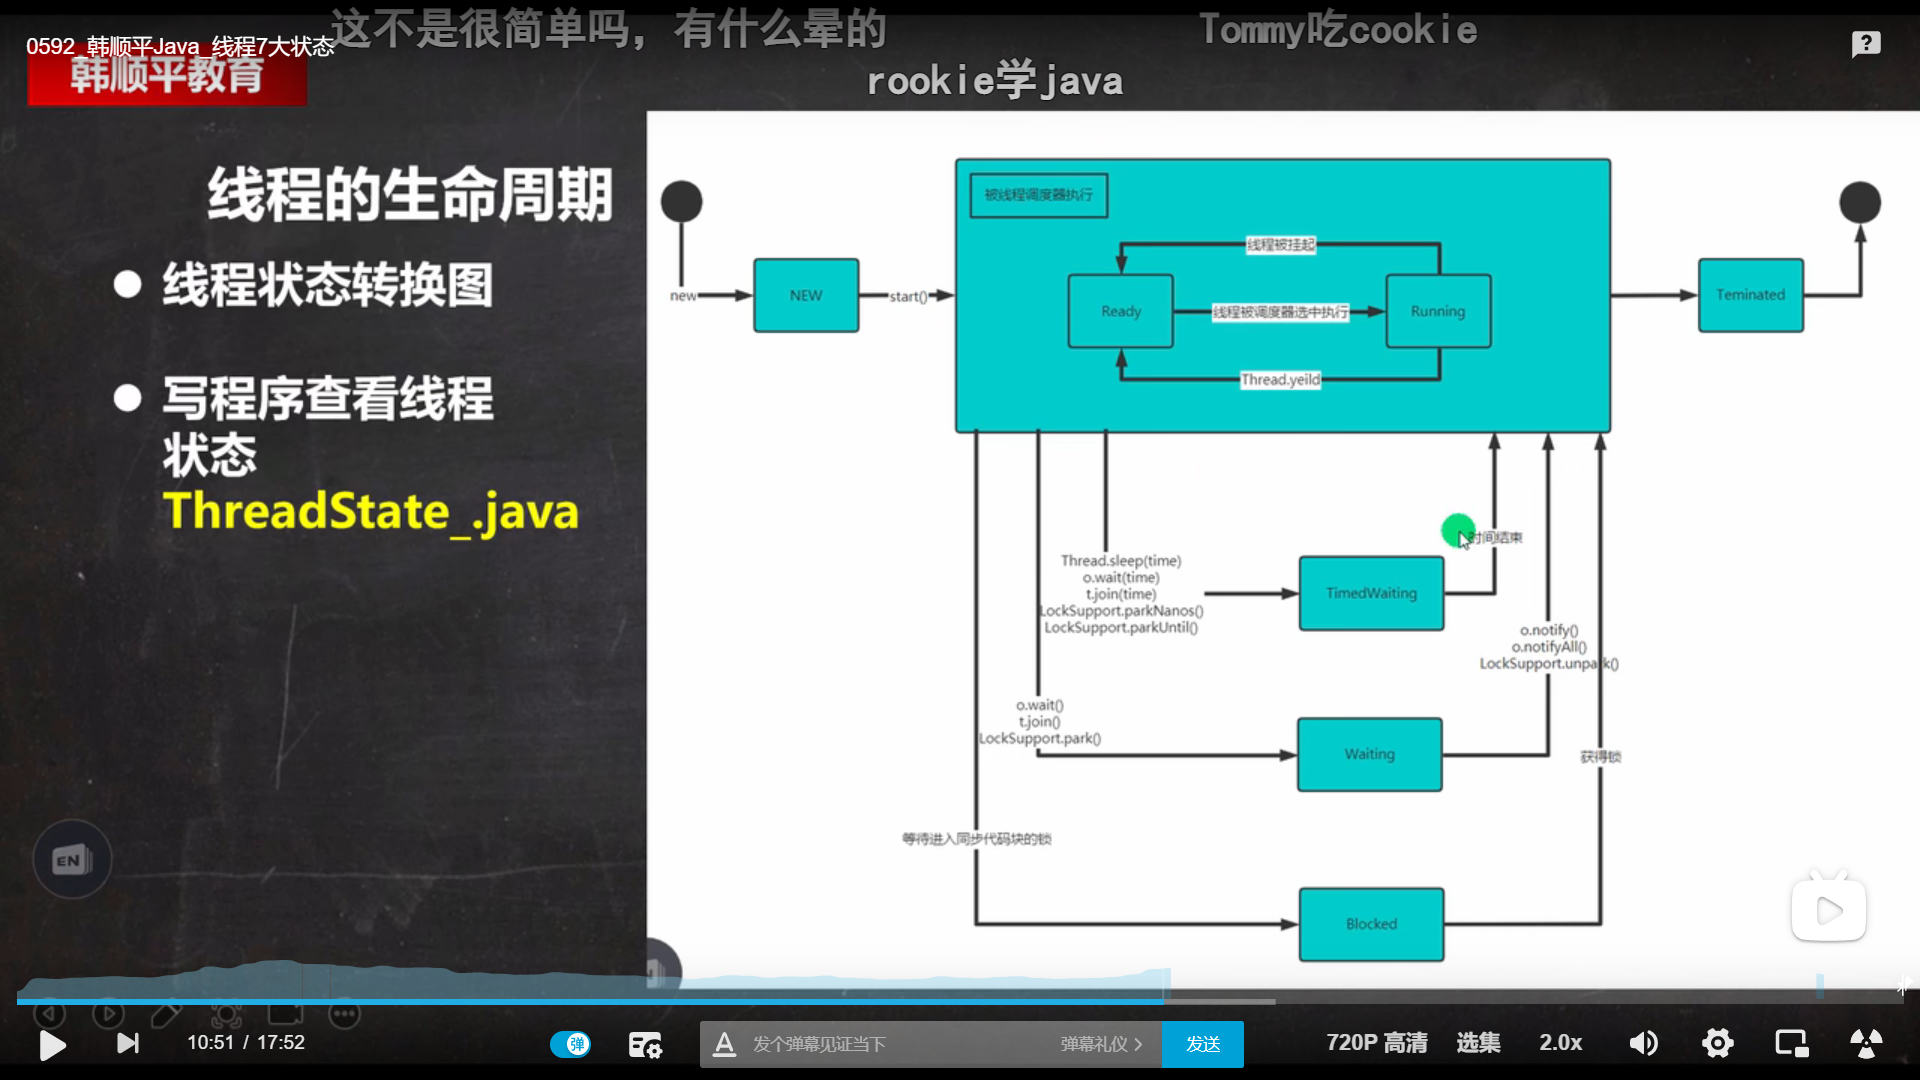 这不是很简单吗，有什么晕的
Tommy吃cookie
0592_韩顺平Java_线程7大状态
韩顺平教育
rookie学java
线程的生命周期
线程状态转换图
写程序查看线程
状态
ThreadState_.java
被线程调度器执行
线程被挂起
new
NEW
start()
Ready
线程被调度器选中执行
Running
Teminated
Thread.yeild
时间结束
Thread.sleep(time)
o.wait(time)
t.join(time)
LockSupport.parkNanos()
LockSupport.parkUntil()
TimedWaiting
o.notify()
o.notifyAll()
LockSupport.unpark()
o.wait()
t.join()
LockSupport.park()
Waiting
获得锁
等待进入同步代码块的锁
EN
Blocked
10:51 / 17:52
弹
发个弹幕见证当下
弹幕礼仪
发送
720P 高清
选集
2.0x